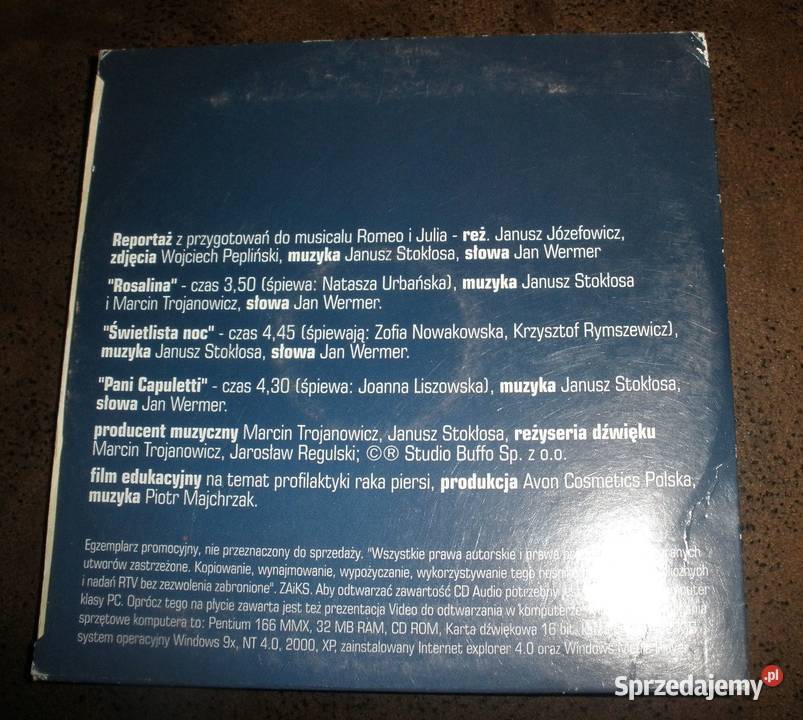 Reportaż z przygotowań do musicalu Romeo i Julia - reż. Janusz Józefowicz,
zdjęcia Wojciech Pepliński, muzyka Janusz Stokłosa, słowa Jan Wermer
"Rosalina" - czas 3,50 (śpiewa: Natasza Urbańska), muzyka Janusz Stokłosa
i Marcin Trojanowicz, słowa Jan Wermer.
"Świetlista noc" - czas 4,45 (śpiewają: Zofia Nowakowska, Krzysztof Rymszewicz),
muzyka Janusz Stokłosa, słowa Jan Wermer.
"Pani Capuletti" - czas 4,30 (śpiewa: Joanna Liszowska), muzyka Janusz Stokłosa,
słowa Jan Wermer.
producent muzyczny Marcin Trojanowicz, Janusz Stokłosa, reżyseria dźwięku
Marcin Trojanowicz, Jarosław Regulski; ©® Studio Buffo Sp. z o.o.
film edukacyjny na temat profilaktyki raka piersi, produkcja Avon Cosmetics Polska,
muzyka Piotr Majchrzak.
Egzemplarz promocyjny, nie przeznaczony do sprzedaży. "Wszystkie prawa autorskie i prawa
utworów zastrzeżone. Kopiowanie, wynajmowanie, wypożyczanie, wykorzystywanie tego
i nadań RTV bez zezwolenia zabronione". ZAiKS. Aby odtwarzać zawartość CD Audio potrzebny
klasy PC. Oprócz tego na płycie zawarta jest też prezentacja Video do odtwarzania w komputerze
sprzętowe komputera to: Pentium 166 MMX, 32 MB RAM, CD ROM, Karta dźwiękowa 16 bit,
system operacyjny Windows 9x, NT 4.0, 2000, XP, zainstalowany Internet explorer 4.0 oraz Windows Media Player
Sprzedajemy.pl